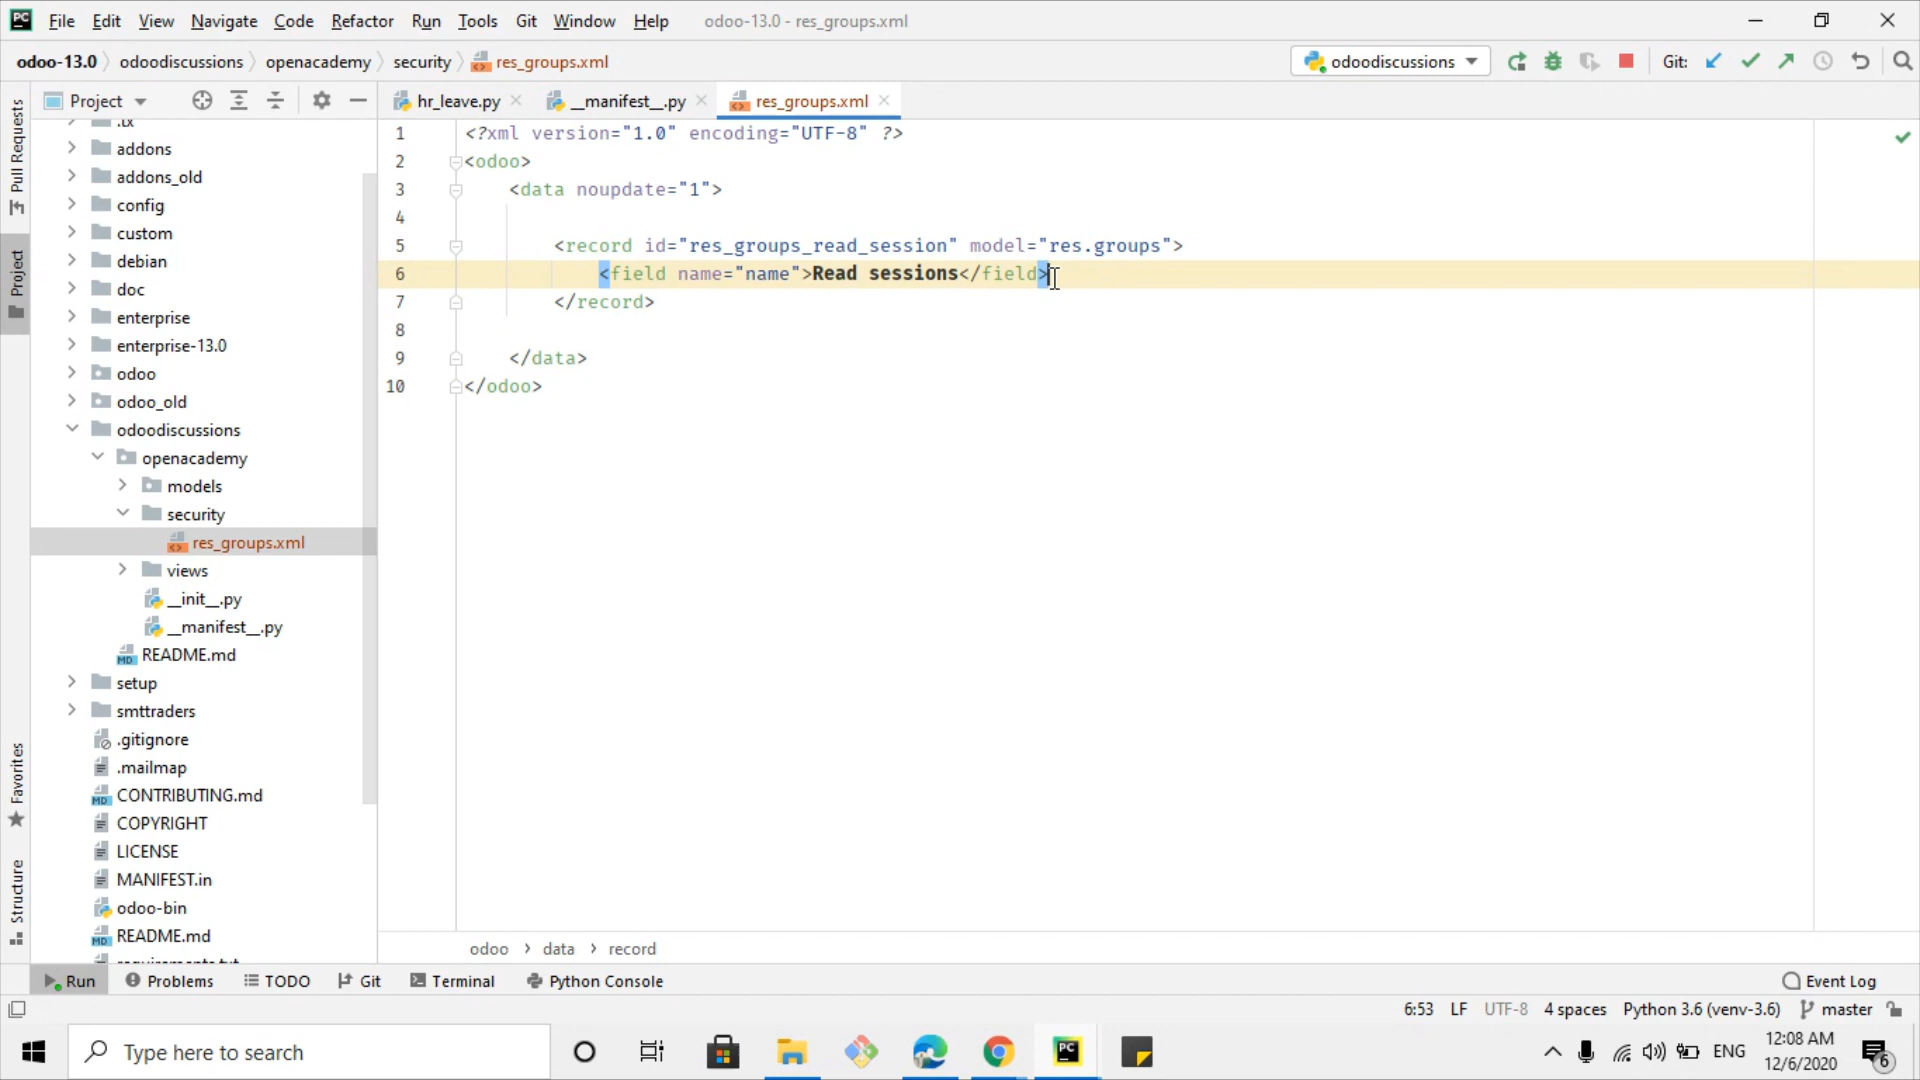 PC File Edit View Navigate Code Refactor Run Tools Git Window Help odoo-13.0 - res_groups.xml
odoo-13.0 odoodiscussions openacademy security res_groups.xml odoodiscussions Git:
Project hr_leave.py __manifest__.py res_groups.xml
Pull Requests
Project
Favorites
Structure
addons
addons_old
config
custom
debian
doc
enterprise
enterprise-13.0
odoo
odoo_old
odoodiscussions
openacademy
models
security
res_groups.xml
views
__init__.py
__manifest__.py
README.md
setup
smttraders
.gitignore
.mailmap
CONTRIBUTING.md
COPYRIGHT
LICENSE
MANIFEST.in
odoo-bin
README.md
1 <?xml version="1.0" encoding="UTF-8" ?>
2 <odoo>
3 <data noupdate="1">
4
5 <record id="res_groups_read_session" model="res.groups">
6 <field name="name">Read sessions</field>
7 </record>
8
9 </data>
10 </odoo>
odoo > data > record
Run Problems TODO Git Terminal Python Console Event Log
6:53 LF UTF-8 4 spaces Python 3.6 (venv-3.6) master
Type here to search PC ENG 12:08 AM
12/6/2020 6